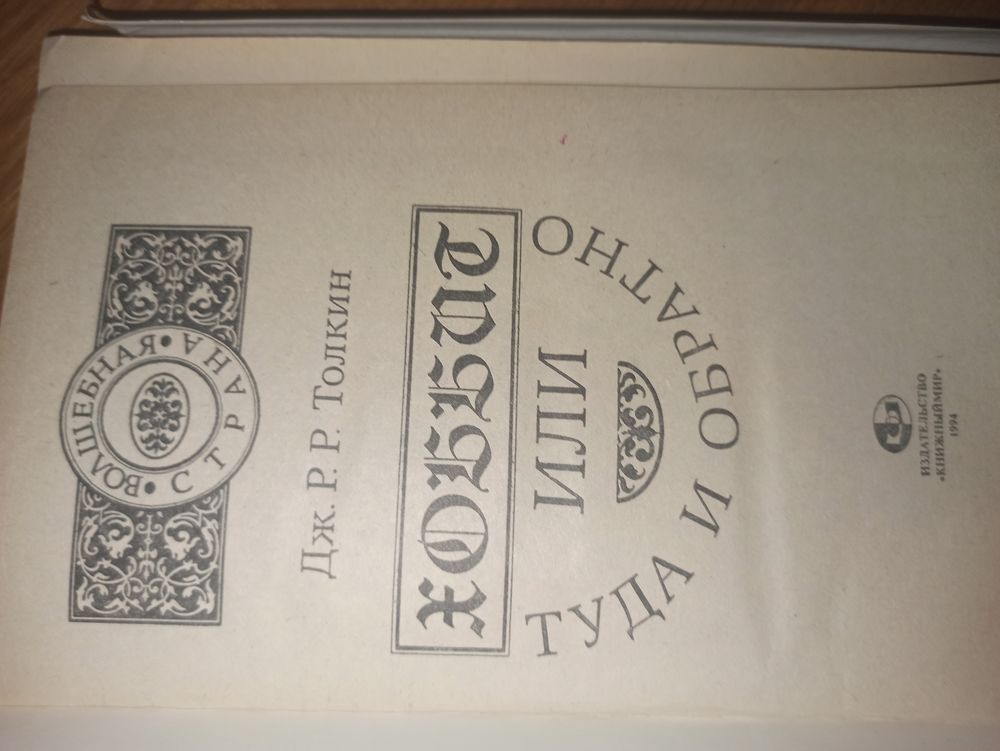 ВОЛШЕБНАЯ • СТРАНА •
Дж. Р. Р. Толкин
ХОББИТ
ИЛИ
ТУДА И ОБРАТНО
ИЗДАТЕЛЬСТВО
«КНИЖНЫЙ МИР»
1994